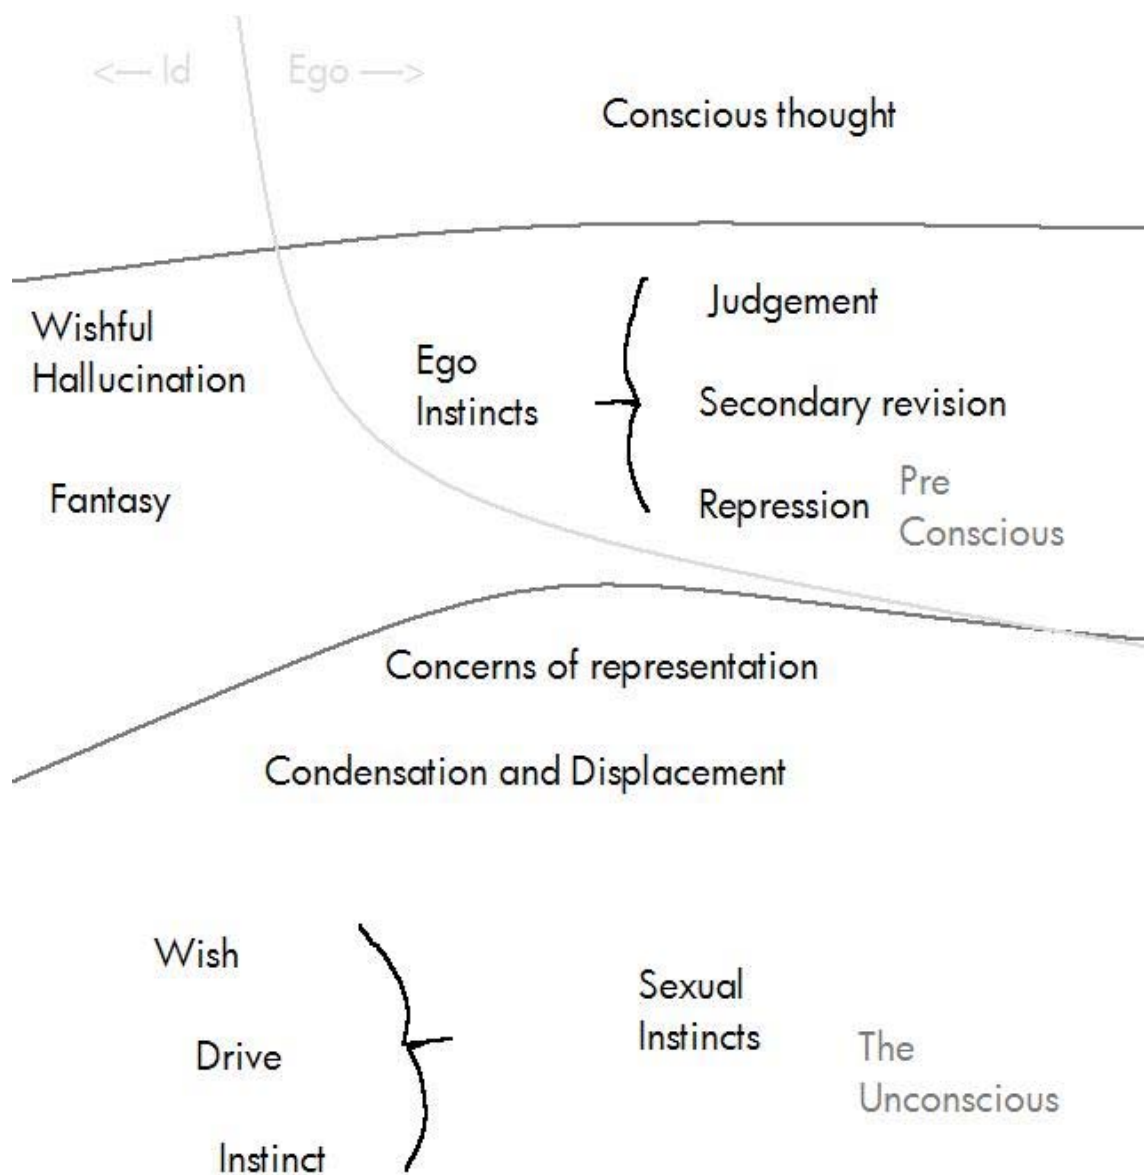 <— Id
Ego —>
Conscious thought
Wishful
Hallucination
Fantasy
Ego
Instincts
Judgement
Secondary revision
Repression
Pre
Conscious
Concerns of representation
Condensation and Displacement
Wish
Drive
Instinct
Sexual
Instincts
The
Unconscious